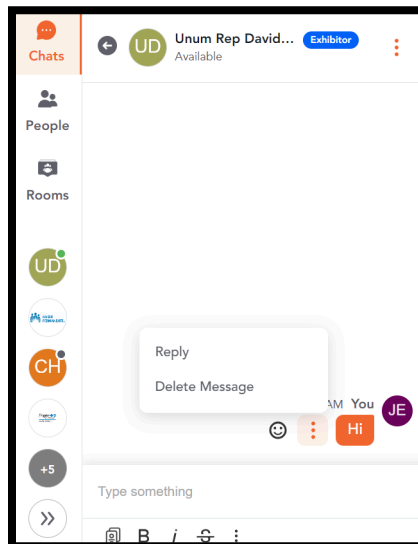 Chats
People
Rooms
UD
CH
+5
UD
Unum Rep David...
Exhibitor
Available
Reply
Delete Message
AM You
JE
Hi
Type something
B i S